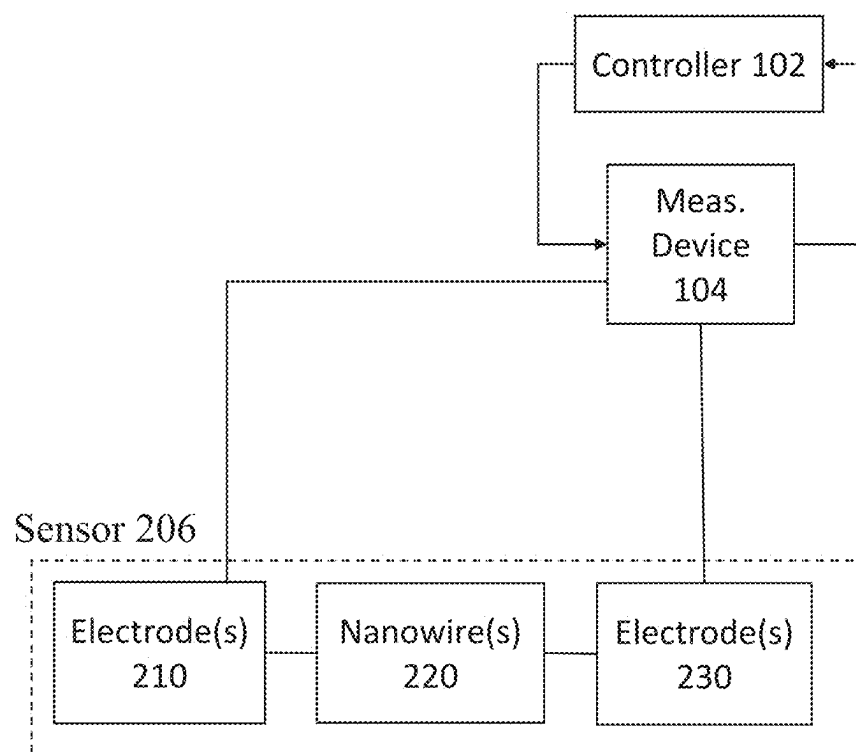 Controller 102
Meas.
Device
104
Sensor 206
Electrode(s)
210
Nanowire(s)
220
Electrode(s)
230